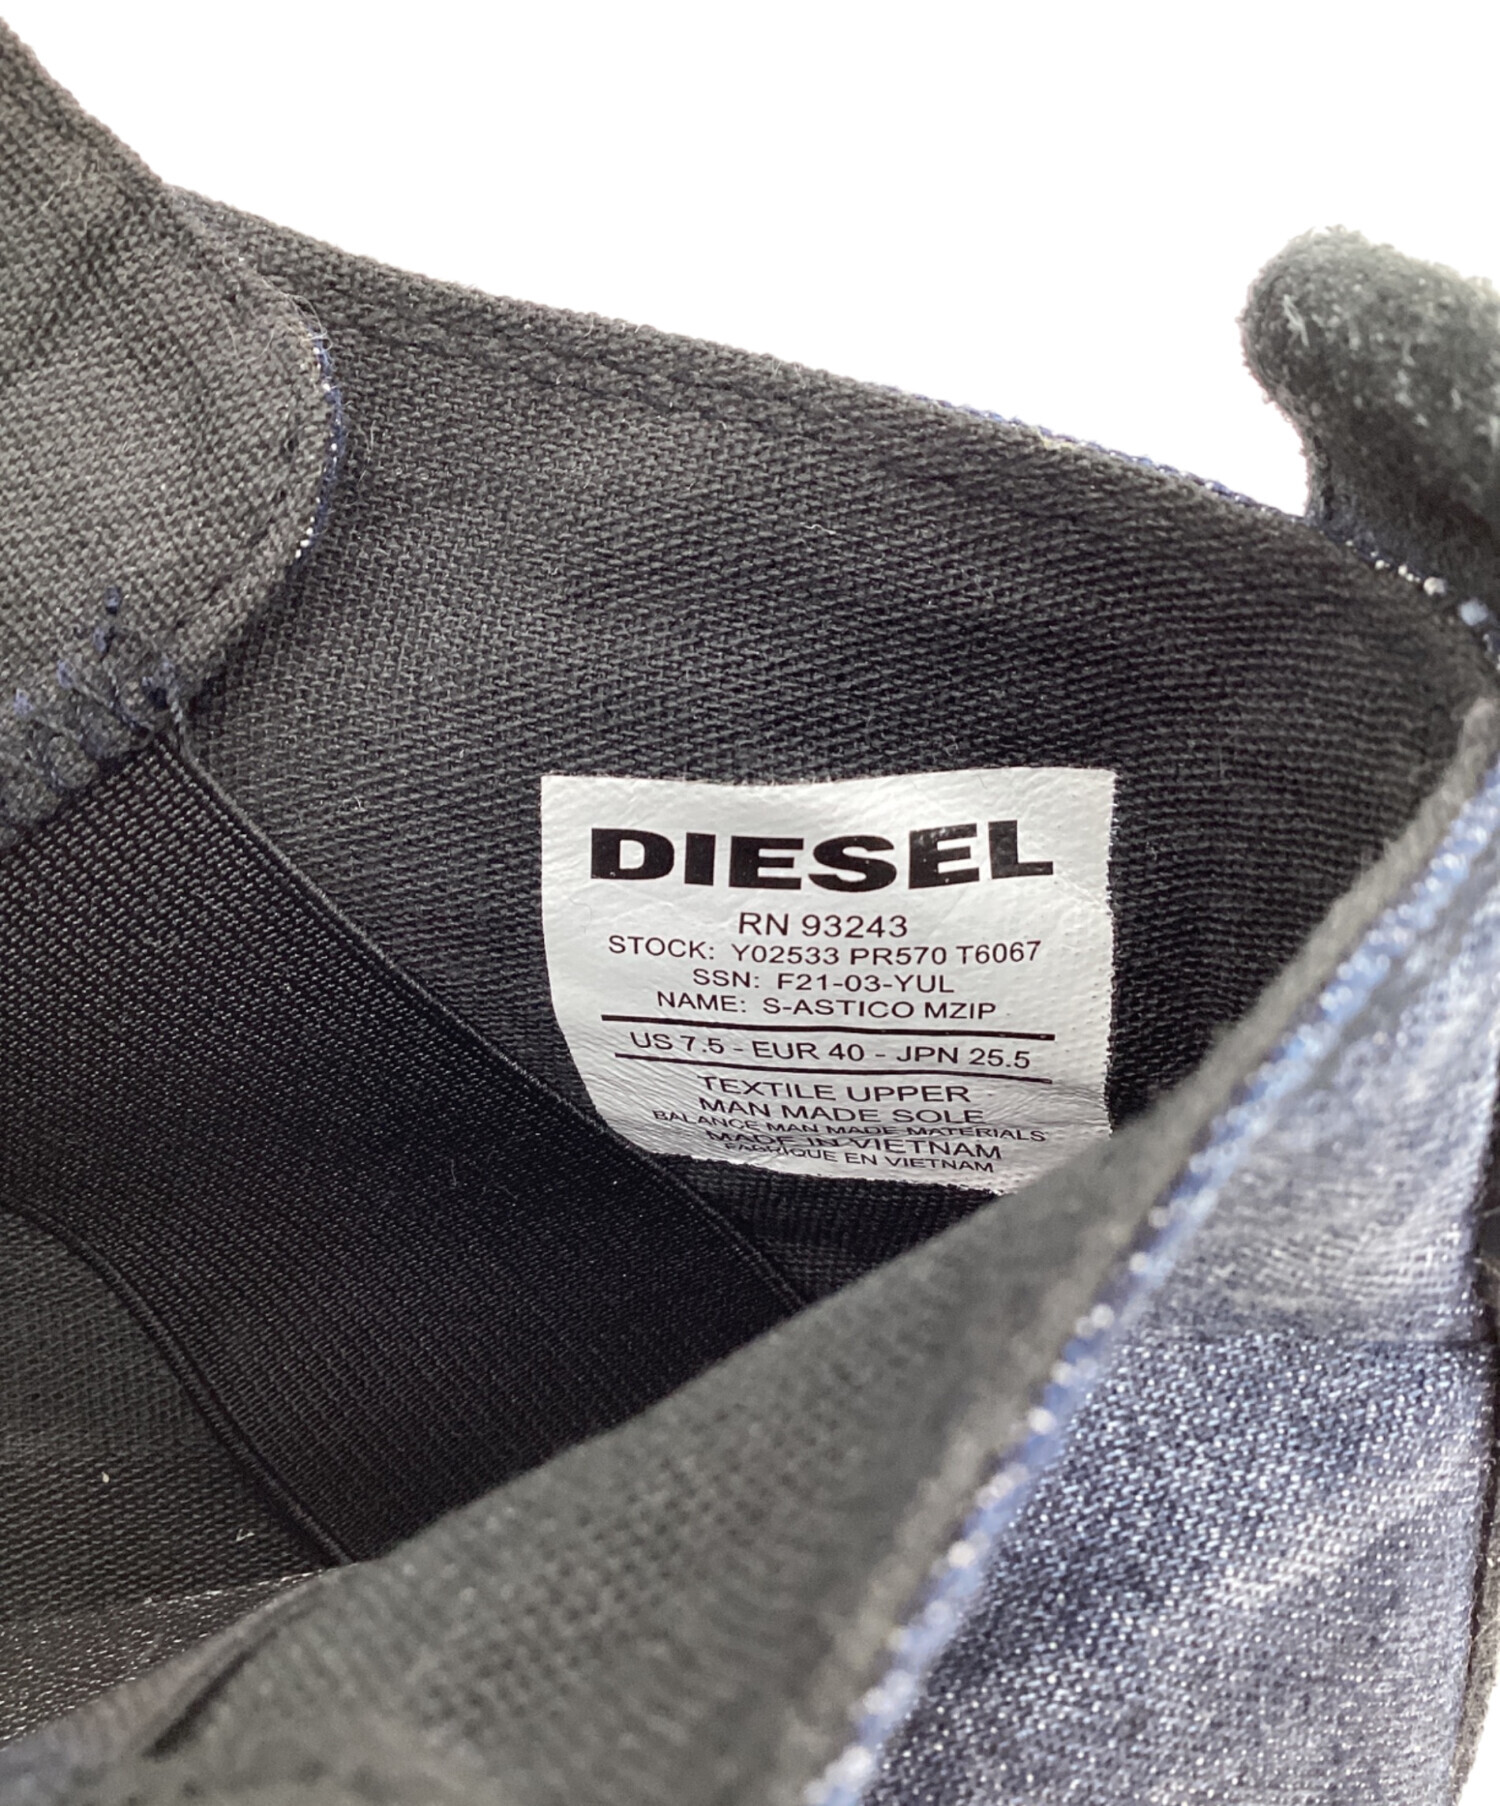 DIESEL
RN 93243
STOCK: Y02533 PR570 T6067
SSN: F21-03-YUL
NAME: S-ASTICO MZIP
US 7.5 - EUR 40 - JPN 25.5
TEXTILE UPPER
MAN MADE SOLE
BALANCE MAN MADE MATERIALS
MADE IN VIETNAM
FABRIQUE EN VIETNAM